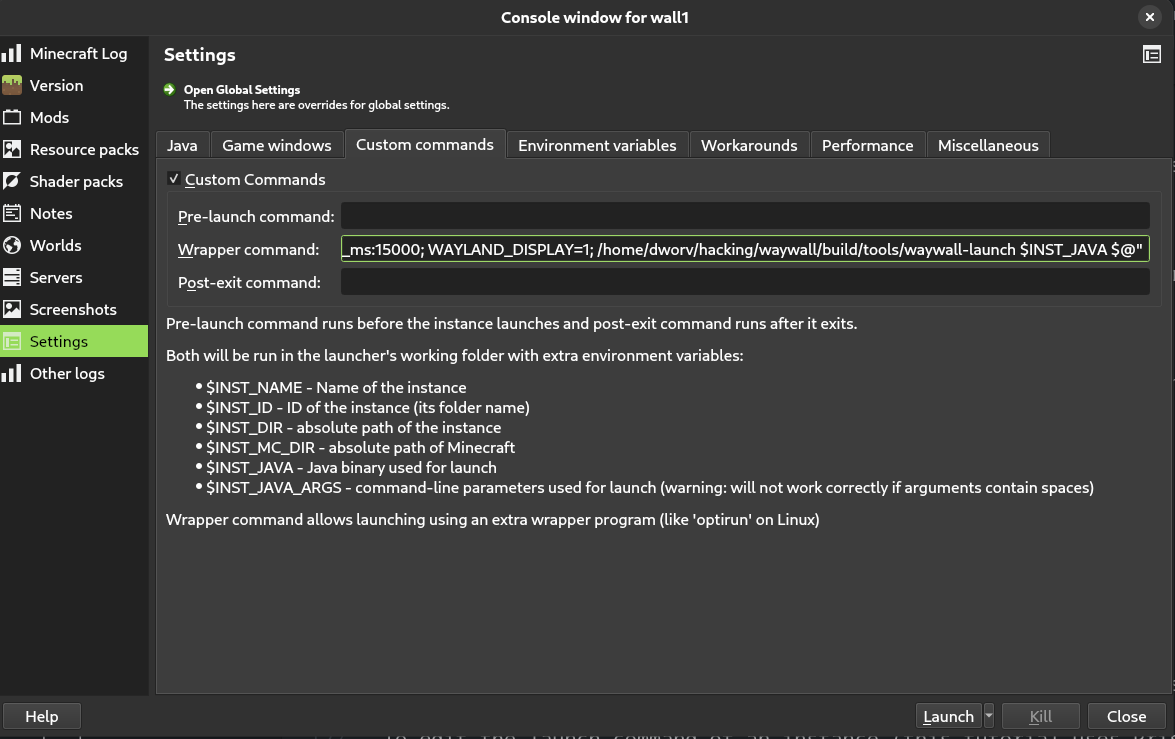 Console window for wall1
Minecraft Log
Version
Mods
Resource packs
Shader packs
Notes
Worlds
Servers
Screenshots
Settings
Other logs
Settings
Open Global Settings
The settings here are overrides for global settings.
Java Game windows Custom commands Environment variables Workarounds Performance Miscellaneous
Custom Commands
Pre-launch command:
Wrapper command: _ms:15000; WAYLAND_DISPLAY=1; /home/dworv/hacking/waywall/build/tools/waywall-launch $INST_JAVA $@"
Post-exit command:
Pre-launch command runs before the instance launches and post-exit command runs after it exits.
Both will be run in the launcher's working folder with extra environment variables:
• $INST_NAME - Name of the instance
• $INST_ID - ID of the instance (its folder name)
• $INST_DIR - absolute path of the instance
• $INST_MC_DIR - absolute path of Minecraft
• $INST_JAVA - Java binary used for launch
• $INST_JAVA_ARGS - command-line parameters used for launch (warning: will not work correctly if arguments contain spaces)
Wrapper command allows launching using an extra wrapper program (like 'optirun' on Linux)
Help Launch Kill Close